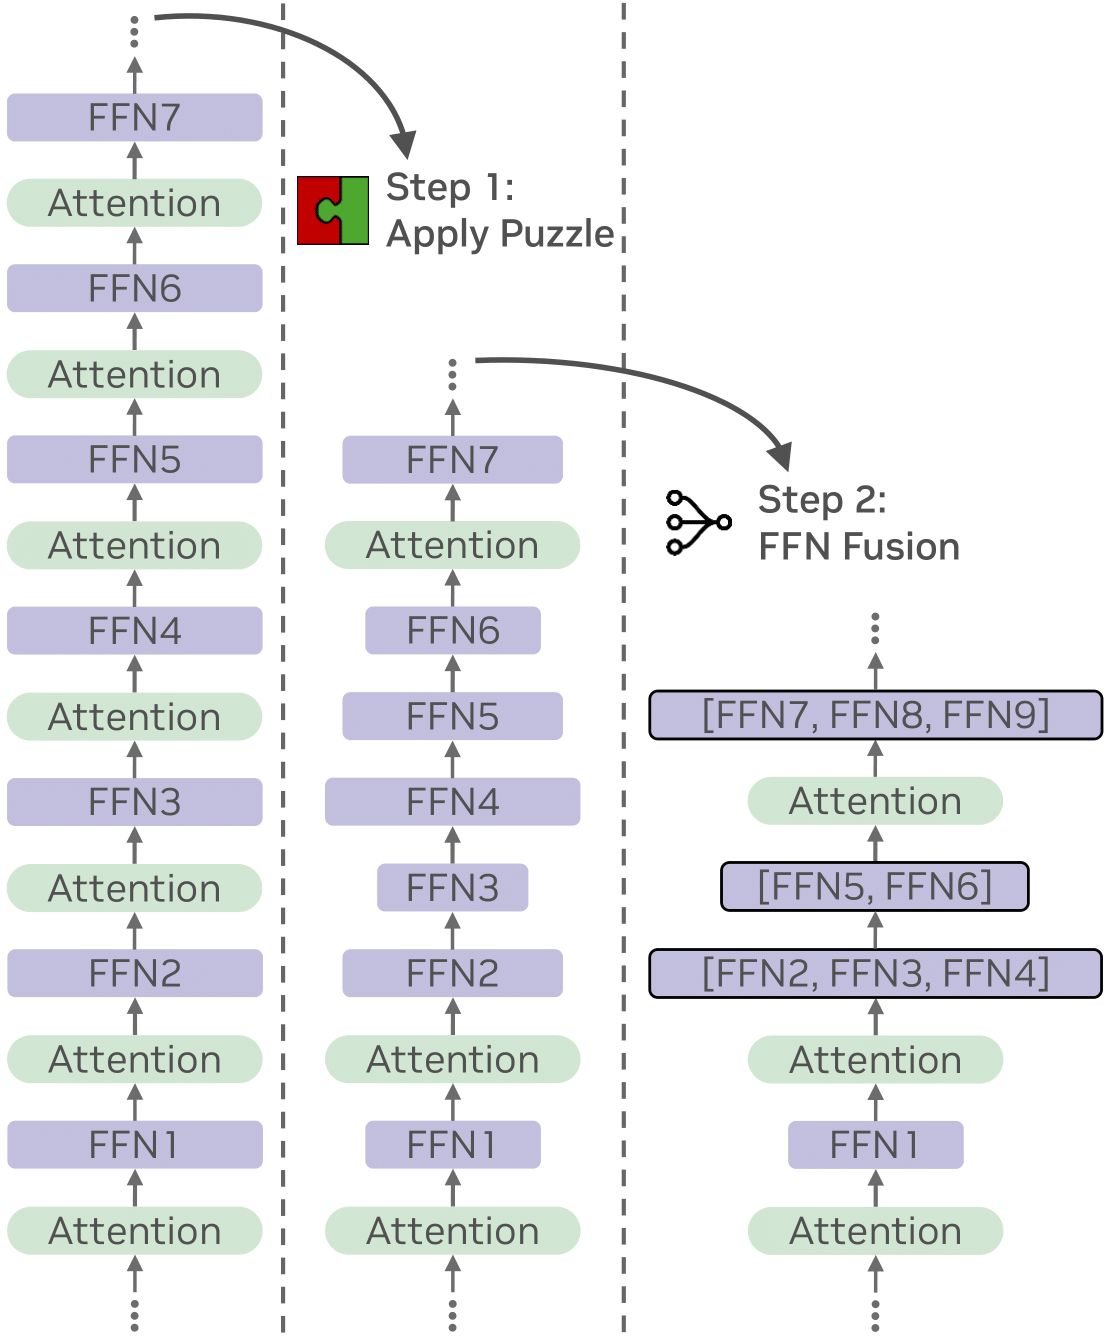 FFN7
Attention
FFN6
Attention
FFN5
Attention
FFN4
Attention
FFN3
Attention
FFN2
Attention
FFN1
Attention
Step 1:
Apply Puzzle
FFN7
Attention
FFN6
FFN5
FFN4
FFN3
FFN2
Attention
FFN1
Attention
Step 2:
FFN Fusion
[FFN7, FFN8, FFN9]
Attention
[FFN5, FFN6]
[FFN2, FFN3, FFN4]
Attention
FFN1
Attention